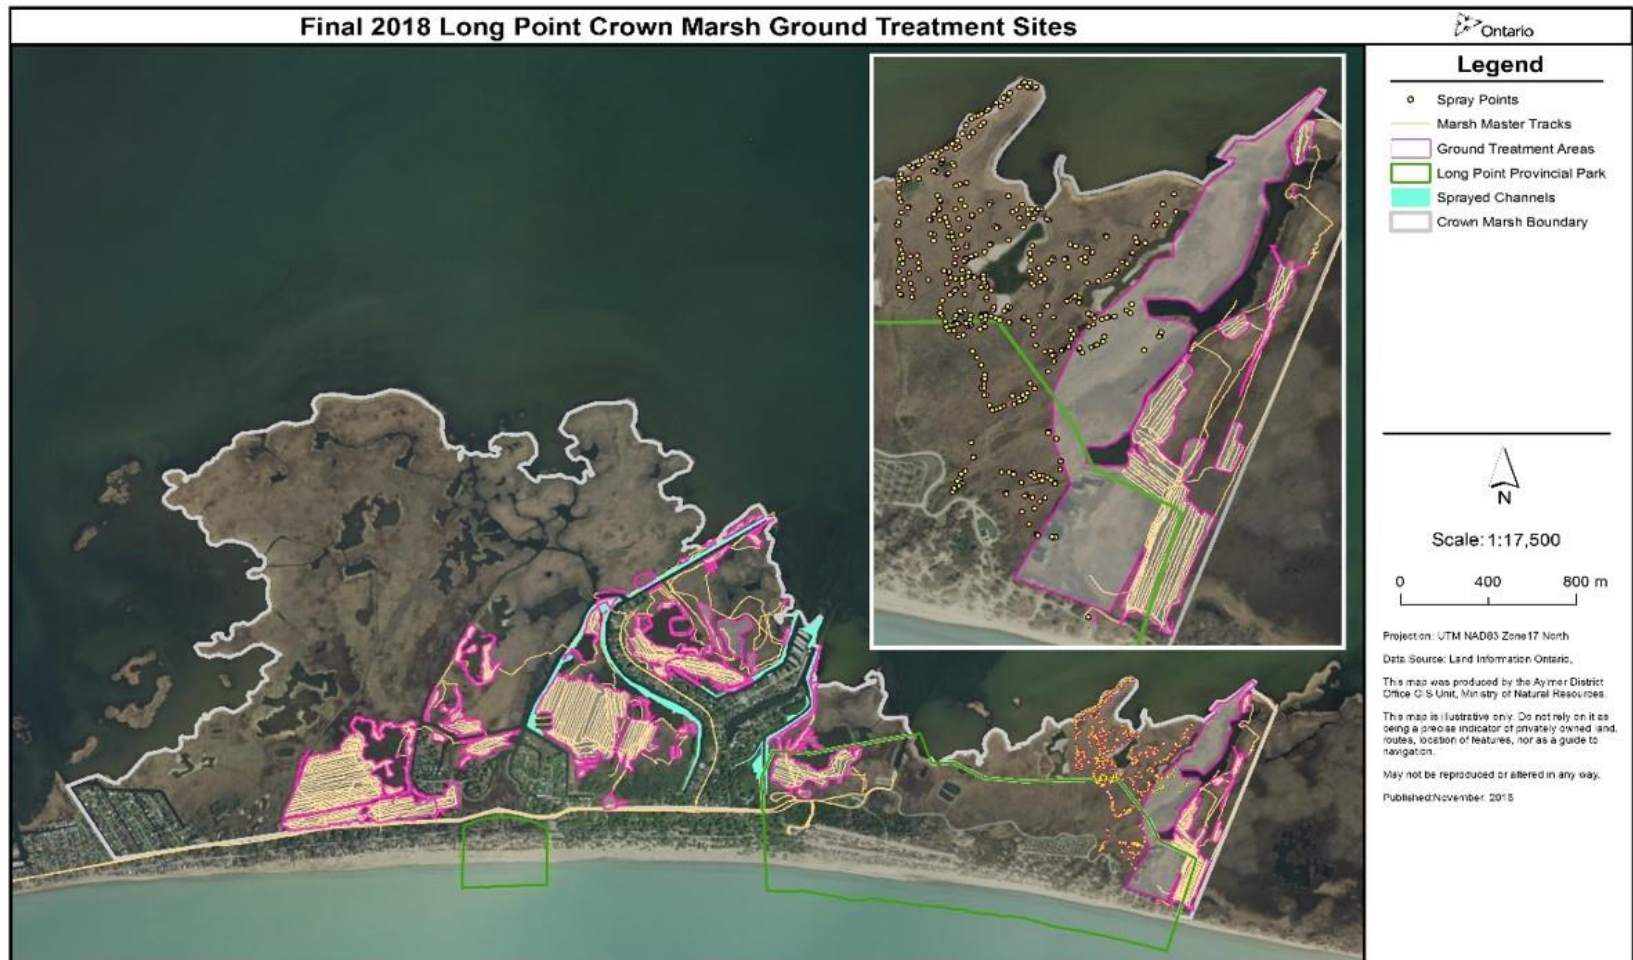 Final 2018 Long Point Crown Marsh Ground Treatment Sites
Ontario
Legend
Spray Points
Marsh Master Tracks
Ground Treatment Areas
Long Point Provincial Park
Sprayed Channels
Crown Marsh Boundary
N
Scale: 1:17,500
0 400 800 m
Projection: UTM NAD83 Zone17 North
Data Source: Land Information Ontario,
This map was produced by the Aylmer District
Office GIS Unit, Ministry of Natural Resources.
This map is illustrative only. Do not rely on it as
being a precise indicator of privately owned land,
routes, location of features, nor as a guide to
navigation.
May not be reproduced or altered in any way.
Published:November, 2018